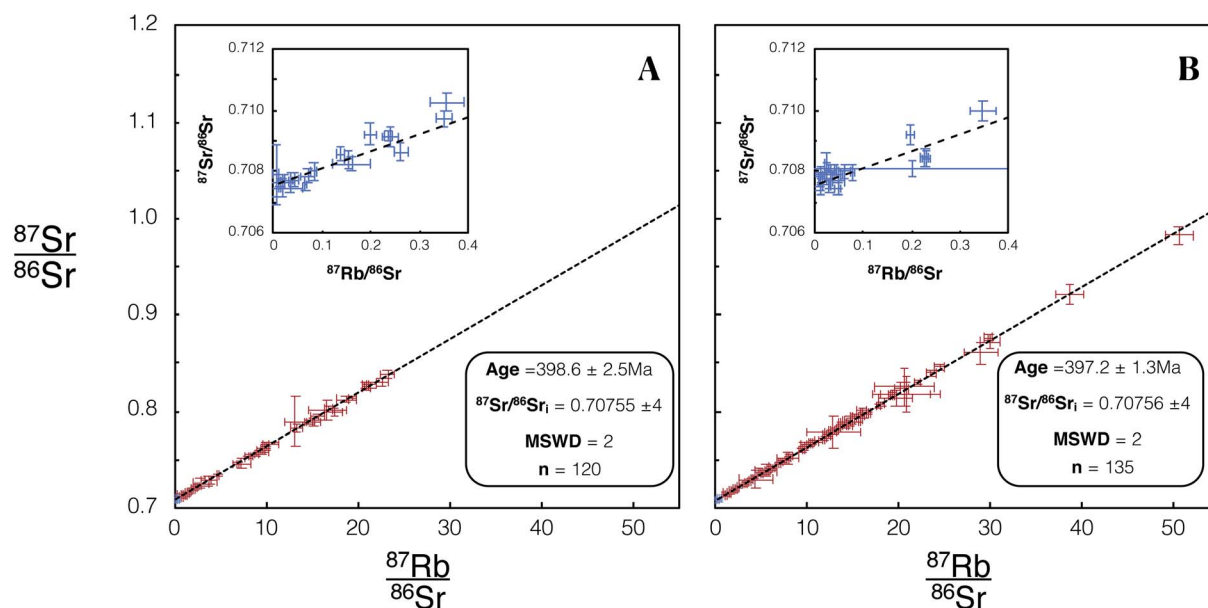 1.2
1.1
1.0
0.9
0.8
0.7
⁸⁷Sr
⁸⁶Sr
0 10 20 30 40 50
⁸⁷Rb
⁸⁶Sr
A
0.712
0.710
0.708
0.706
⁸⁷Sr/⁸⁶Sr
0 0.1 0.2 0.3 0.4
⁸⁷Rb/⁸⁶Sr
Age =398.6 ± 2.5Ma
⁸⁷Sr/⁸⁶Srᵢ = 0.70755 ±4
MSWD = 2
n = 120
B
0.712
0.710
0.708
0.706
⁸⁷Sr/⁸⁶Sr
0 0.1 0.2 0.3 0.4
⁸⁷Rb/⁸⁶Sr
Age =397.2 ± 1.3Ma
⁸⁷Sr/⁸⁶Srᵢ = 0.70756 ±4
MSWD = 2
n = 135
0 10 20 30 40 50
⁸⁷Rb
⁸⁶Sr